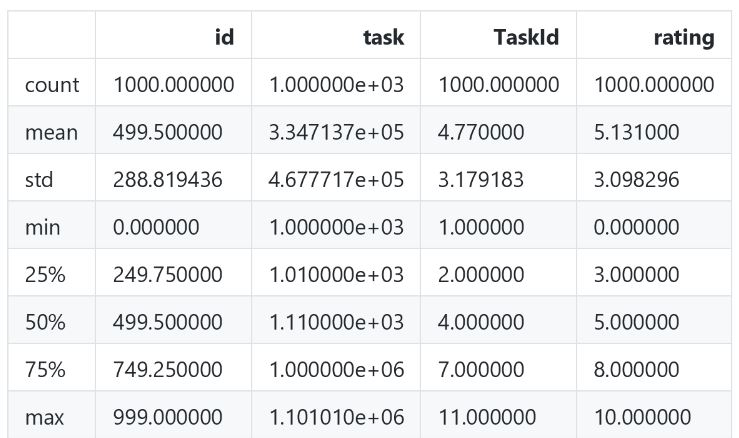 id task TaskId rating
count 1000.000000 1.000000e+03 1000.000000 1000.000000
mean 499.500000 3.347137e+05 4.770000 5.131000
std 288.819436 4.677717e+05 3.179183 3.098296
min 0.000000 1.000000e+03 1.000000 0.000000
25% 249.750000 1.010000e+03 2.000000 3.000000
50% 499.500000 1.110000e+03 4.000000 5.000000
75% 749.250000 1.000000e+06 7.000000 8.000000
max 999.000000 1.101010e+06 11.000000 10.000000